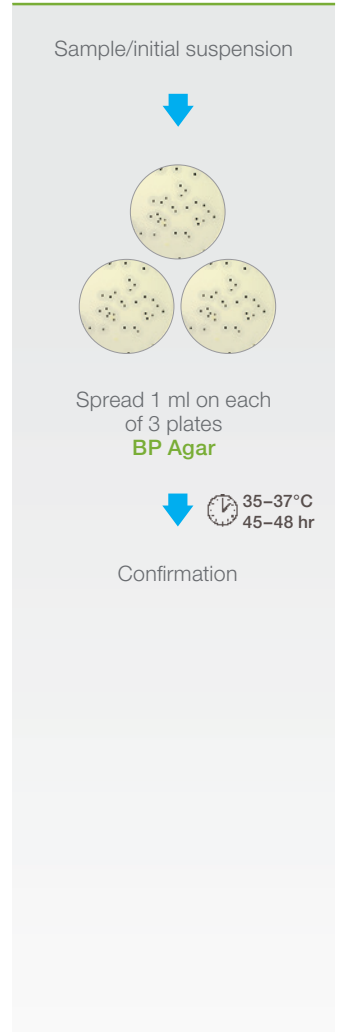 Sample/initial suspension
Spread 1 ml on each
of 3 plates
BP Agar
35–37°C
45–48 hr
Confirmation